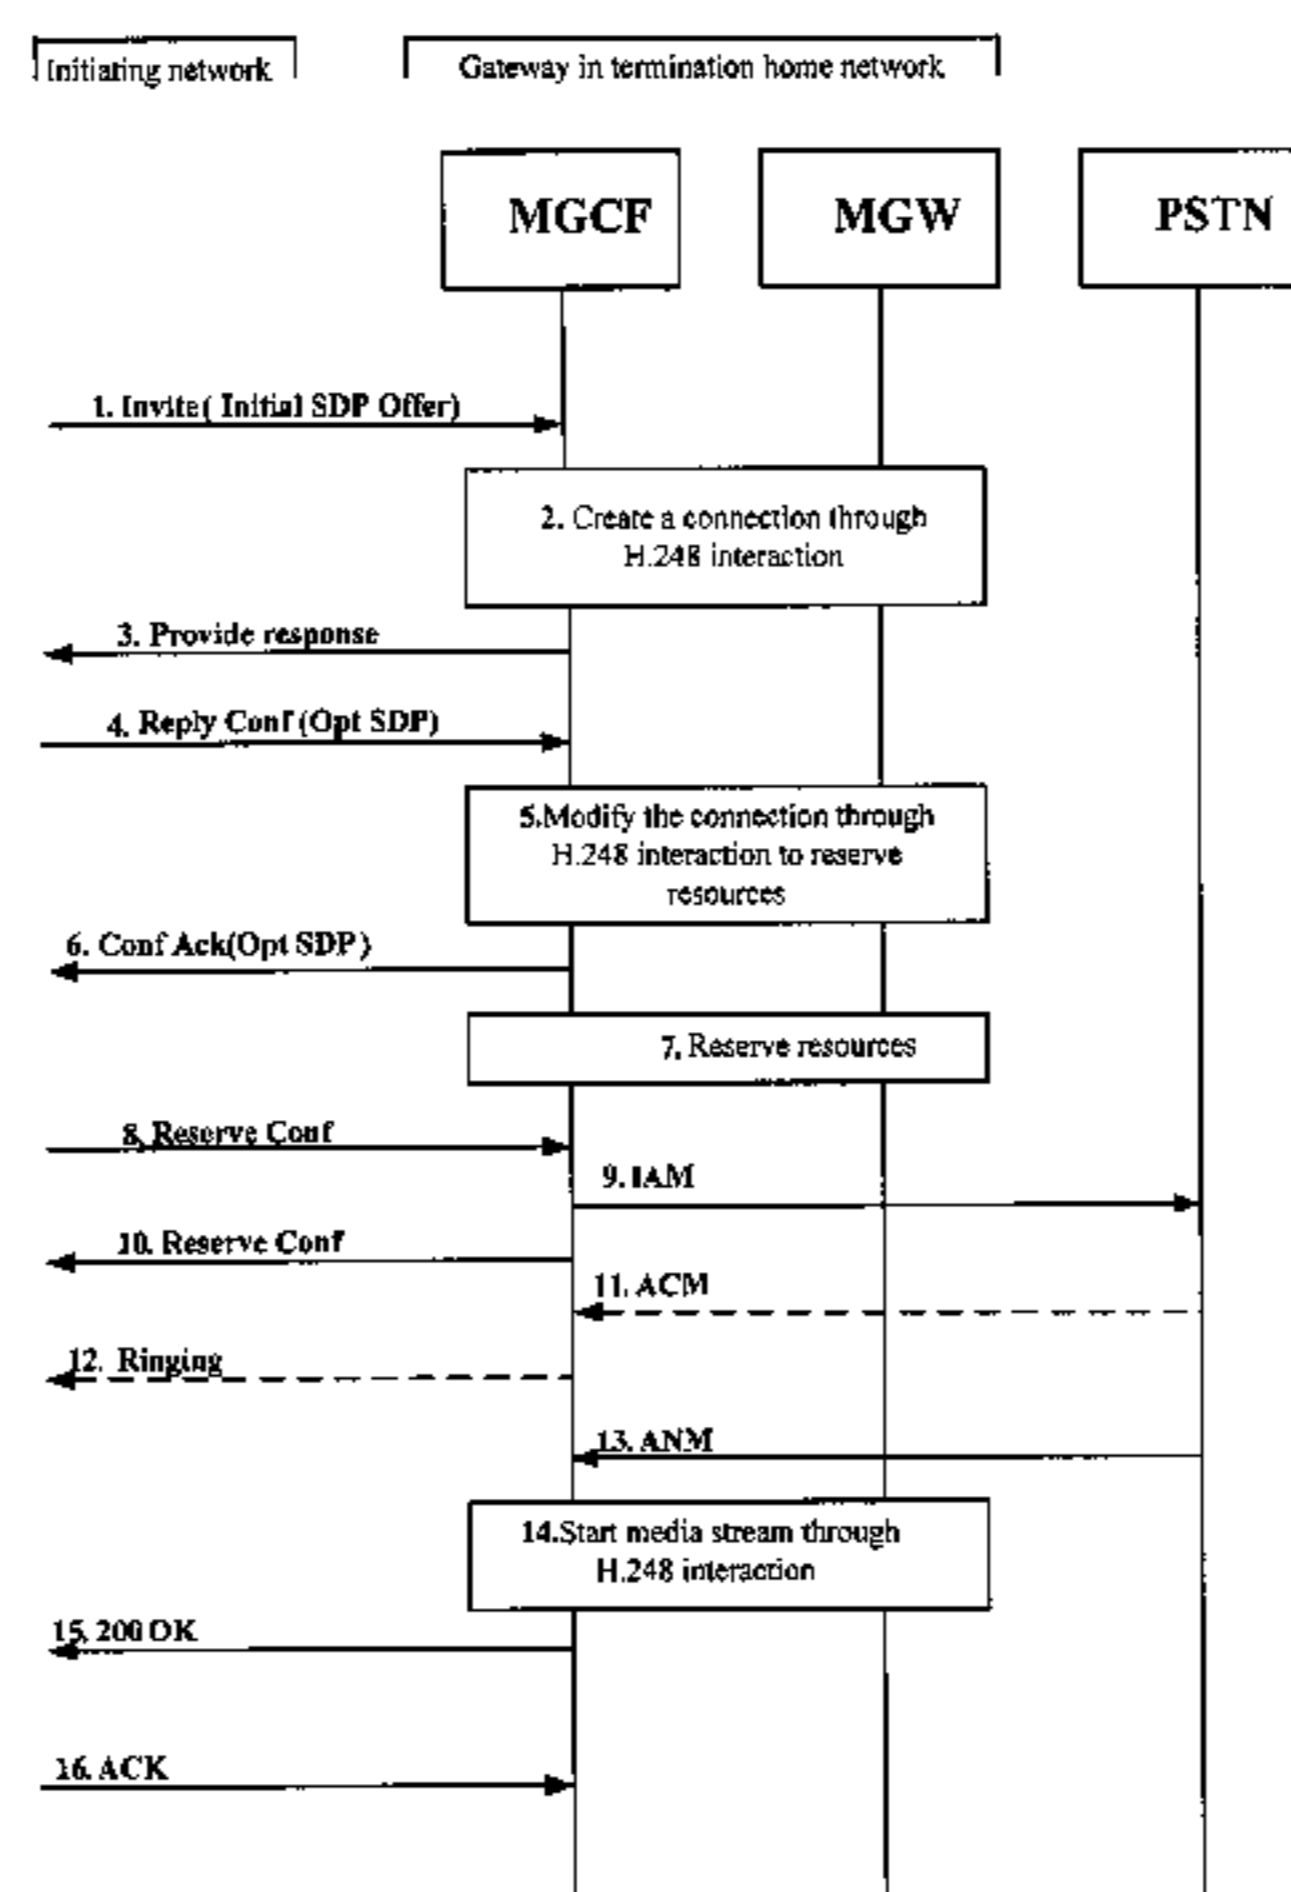 Initiating network
Gateway in termination home network
MGCF
MGW
PSTN
1. Invite( Initial SDP Offer)
2. Create a connection through
H.248 interaction
3. Provide response
4. Reply Conf (Opt SDP)
5.Modify the connection through
H.248 interaction to reserve
resources
6. Conf Ack(Opt SDP)
7. Reserve resources
8. Reserve Conf
9. IAM
10. Reserve Conf
11. ACM
12. Ringing
13. ANM
14.Start media stream through
H.248 interaction
15. 200 OK
16. ACK